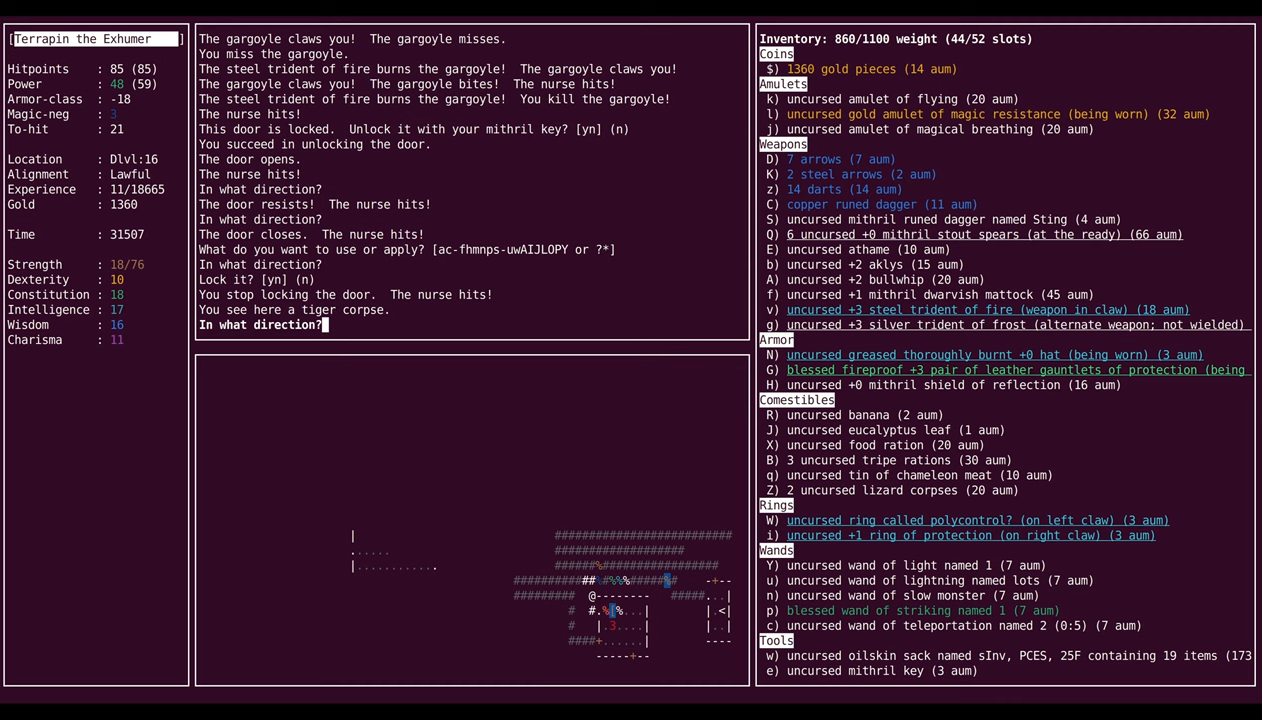 [Terrapin the Exhumer ]
Hitpoints : 85 (85)
Power : 48 (59)
Armor-class : -18
Magic-neg : 3
To-hit : 21
Location : Dlvl:16
Alignment : Lawful
Experience : 11/18665
Gold : 1360
Time : 31507
Strength : 18/76
Dexterity : 10
Constitution : 18
Intelligence : 17
Wisdom : 16
Charisma : 11
The gargoyle claws you!  The gargoyle misses.
You miss the gargoyle.
The steel trident of fire burns the gargoyle!  The gargoyle claws you!
The gargoyle claws you!  The gargoyle bites!  The nurse hits!
The steel trident of fire burns the gargoyle!  You kill the gargoyle!
The nurse hits!
This door is locked.  Unlock it with your mithril key? [yn] (n)
You succeed in unlocking the door.
The door opens.
The nurse hits!
In what direction?
The door resists!  The nurse hits!
In what direction?
The door closes.  The nurse hits!
What do you want to use or apply? [ac-fhmnps-uwAIJLOPY or ?*]
In what direction?
Lock it? [yn] (n)
You stop locking the door.  The nurse hits!
You see here a tiger corpse.
In what direction?
Inventory: 860/1100 weight (44/52 slots)
Coins
$) 1360 gold pieces (14 aum)
Amulets
k) uncursed amulet of flying (20 aum)
l) uncursed gold amulet of magic resistance (being worn) (32 aum)
j) uncursed amulet of magical breathing (20 aum)
Weapons
D) 7 arrows (7 aum)
K) 2 steel arrows (2 aum)
z) 14 darts (14 aum)
C) copper runed dagger (11 aum)
S) uncursed mithril runed dagger named Sting (4 aum)
Q) 6 uncursed +0 mithril stout spears (at the ready) (66 aum)
E) uncursed athame (10 aum)
b) uncursed +2 aklys (15 aum)
A) uncursed +2 bullwhip (20 aum)
f) uncursed +1 mithril dwarvish mattock (45 aum)
v) uncursed +3 steel trident of fire (weapon in claw) (18 aum)
g) uncursed +3 silver trident of frost (alternate weapon; not wielded)
Armor
N) uncursed greased thoroughly burnt +0 hat (being worn) (3 aum)
G) blessed fireproof +3 pair of leather gauntlets of protection (being
H) uncursed +0 mithril shield of reflection (16 aum)
Comestibles
R) uncursed banana (2 aum)
J) uncursed eucalyptus leaf (1 aum)
X) uncursed food ration (20 aum)
B) 3 uncursed tripe rations (30 aum)
q) uncursed tin of chameleon meat (10 aum)
Z) 2 uncursed lizard corpses (20 aum)
Rings
W) uncursed ring called polycontrol? (on left claw) (3 aum)
i) uncursed +1 ring of protection (on right claw) (3 aum)
Wands
Y) uncursed wand of light named 1 (7 aum)
u) uncursed wand of lightning named lots (7 aum)
n) uncursed wand of slow monster (7 aum)
p) blessed wand of striking named 1 (7 aum)
c) uncursed wand of teleportation named 2 (0:5) (7 aum)
Tools
w) uncursed oilskin sack named sInv, PCES, 25F containing 19 items (173
e) uncursed mithril key (3 aum)